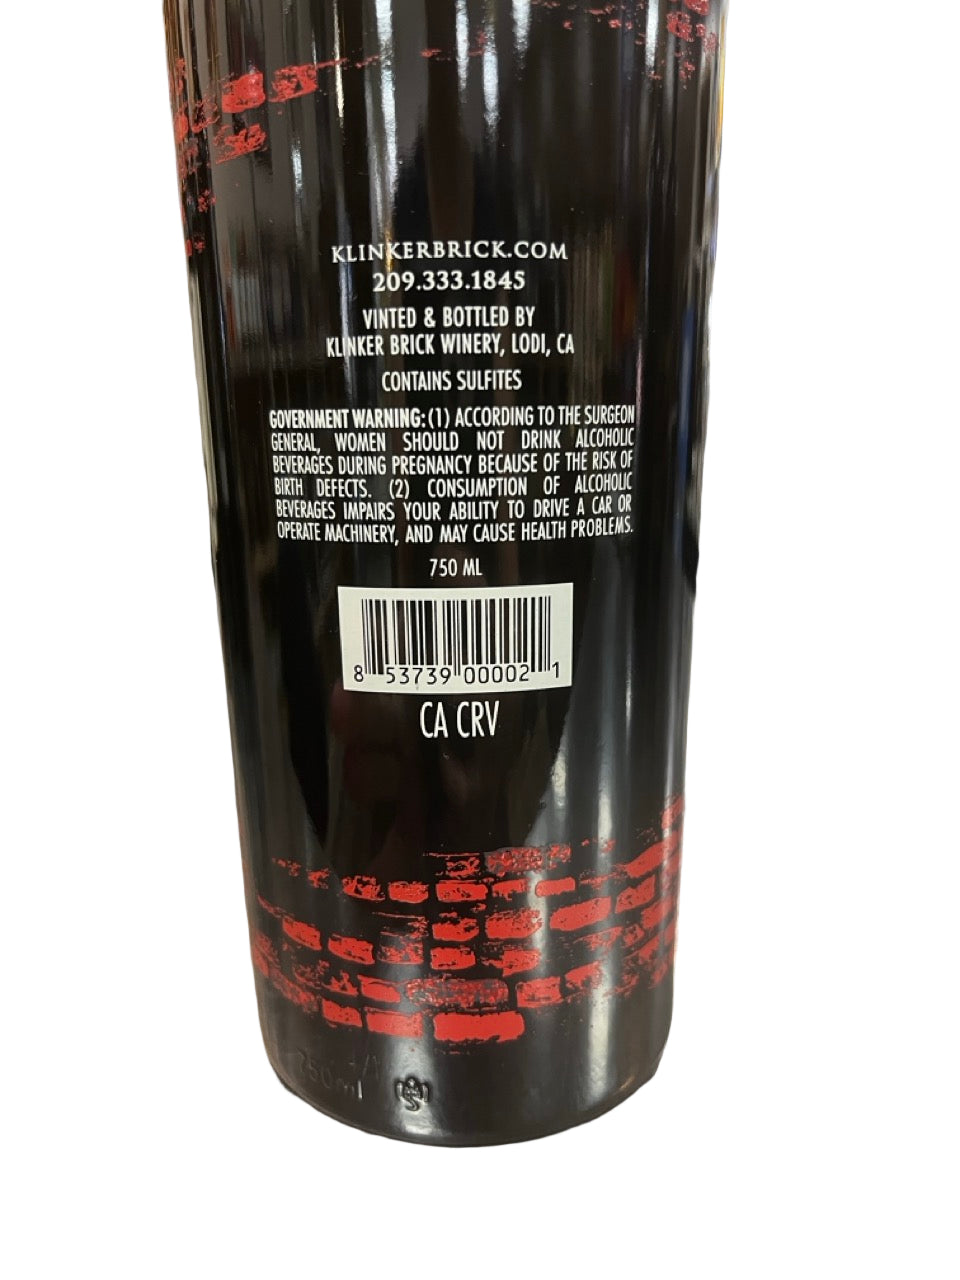 KLINKERBRICK.COM
209.333.1845
VINTED & BOTTLED BY
KLINKER BRICK WINERY, LODI, CA
CONTAINS SULFITES
GOVERNMENT WARNING: (1) ACCORDING TO THE SURGEON
GENERAL, WOMEN SHOULD NOT DRINK ALCOHOLIC
BEVERAGES DURING PREGNANCY BECAUSE OF THE RISK OF
BIRTH DEFECTS. (2) CONSUMPTION OF ALCOHOLIC
BEVERAGES IMPAIRS YOUR ABILITY TO DRIVE A CAR OR
OPERATE MACHINERY, AND MAY CAUSE HEALTH PROBLEMS.
750 ML
8 53739 00002 1
CA CRV
750ml